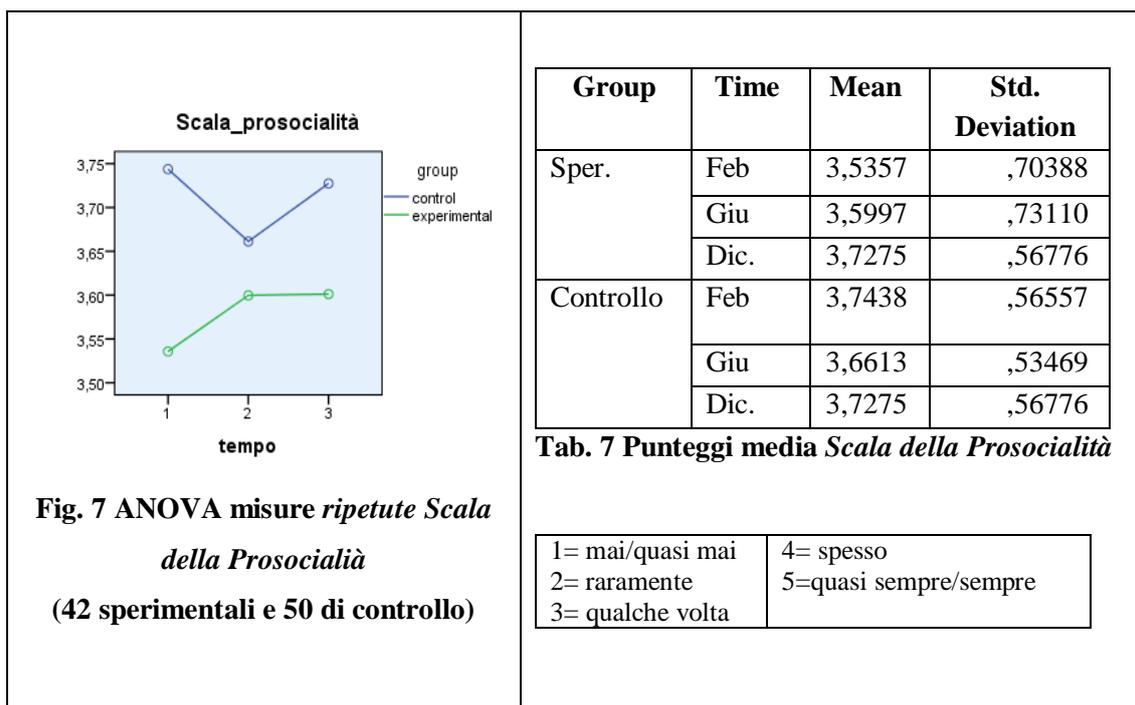 Scala_prosocialità
3,75
3,70
3,65
3,60
3,55
3,50
1 2 3
tempo
group
control
experimental
Fig. 7 ANOVA misure ripetute Scala
della Prosocialià
(42 sperimentali e 50 di controllo)
Group Time Mean Std.
Deviation
Sper. Feb 3,5357 ,70388
Giu 3,5997 ,73110
Dic. 3,7275 ,56776
Controllo Feb 3,7438 ,56557
Giu 3,6613 ,53469
Dic. 3,7275 ,56776
Tab. 7 Punteggi media Scala della Prosocialità
1= mai/quasi mai 4= spesso
2= raramente 5=quasi sempre/sempre
3= qualche volta